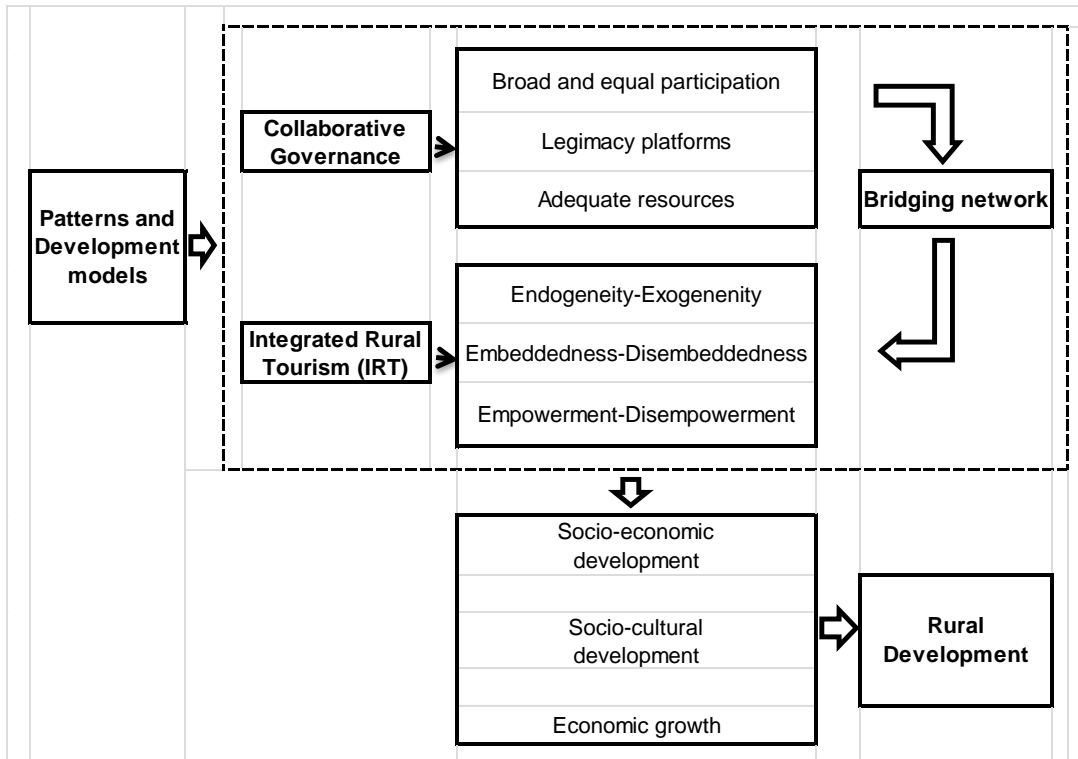 Patterns and
Development
models
Collaborative
Governance
Broad and equal participation
Legimacy platforms
Adequate resources
Bridging network
Integrated Rural
Tourism (IRT)
Endogeneity-Exogenenity
Embeddedness-Disembeddedness
Empowerment-Disempowerment
Socio-economic
development
Socio-cultural
development
Economic growth
Rural
Development